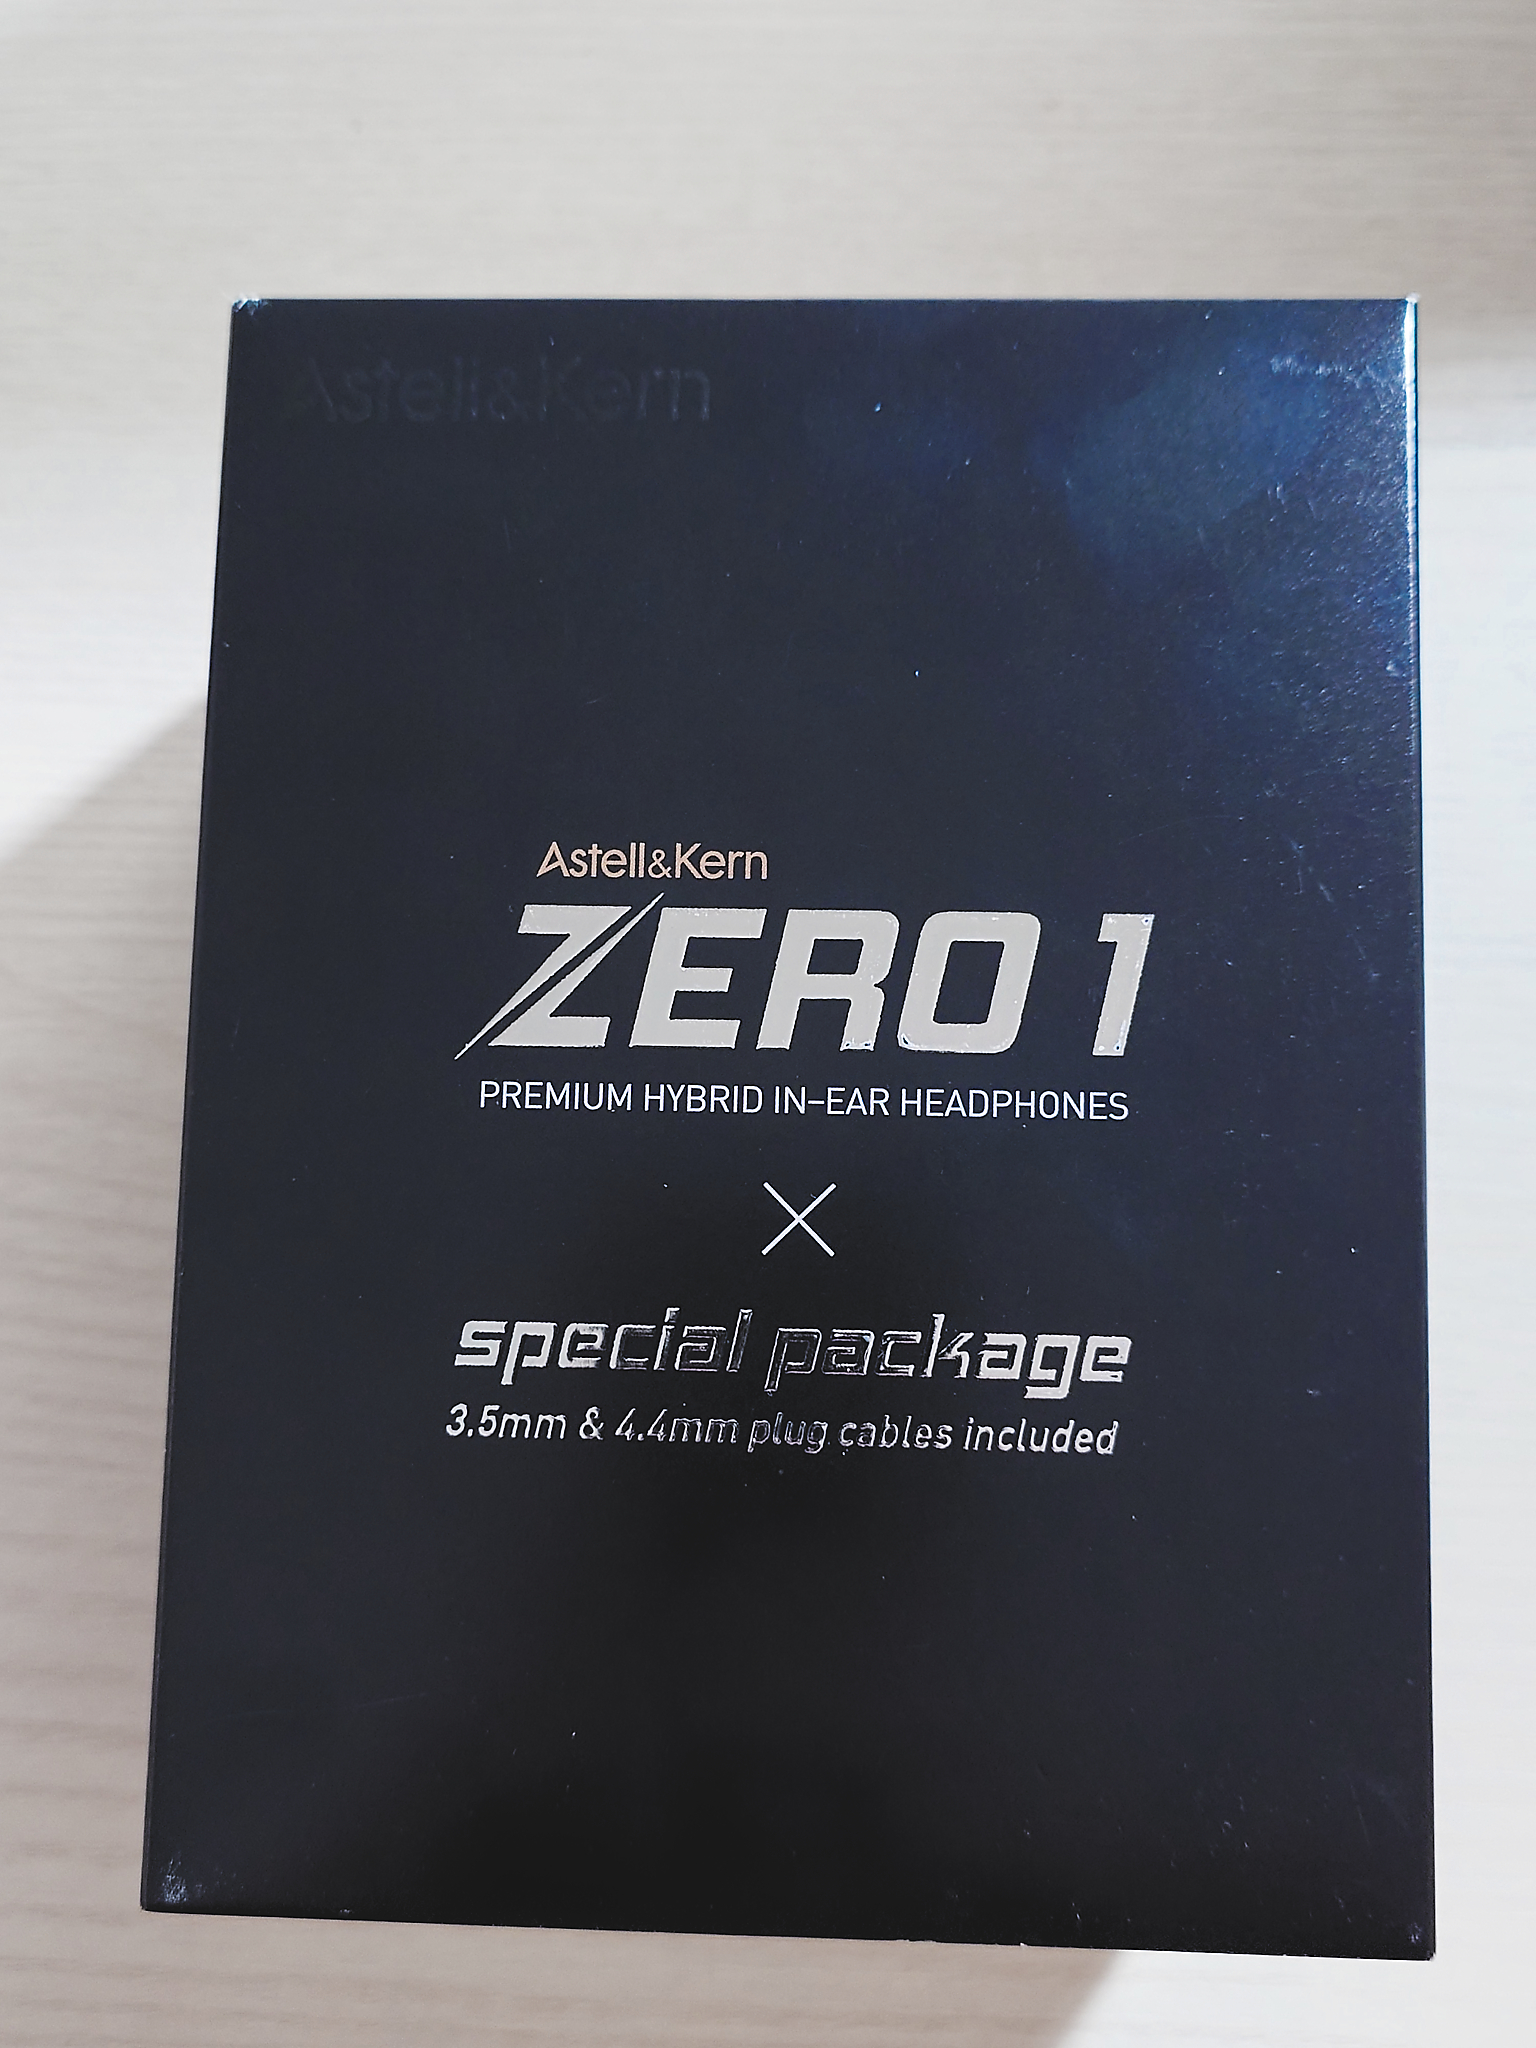 Astell&Kern
Astell&Kern
ZERO 1
PREMIUM HYBRID IN-EAR HEADPHONES
×
special package
3.5mm & 4.4mm plug cables included